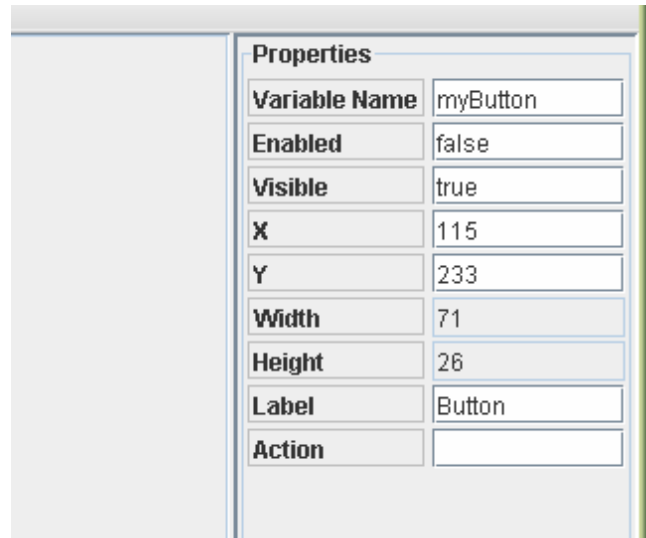 Properties
Variable Name myButton
Enabled false
Visible true
X 115
Y 233
Width 71
Height 26
Label Button
Action